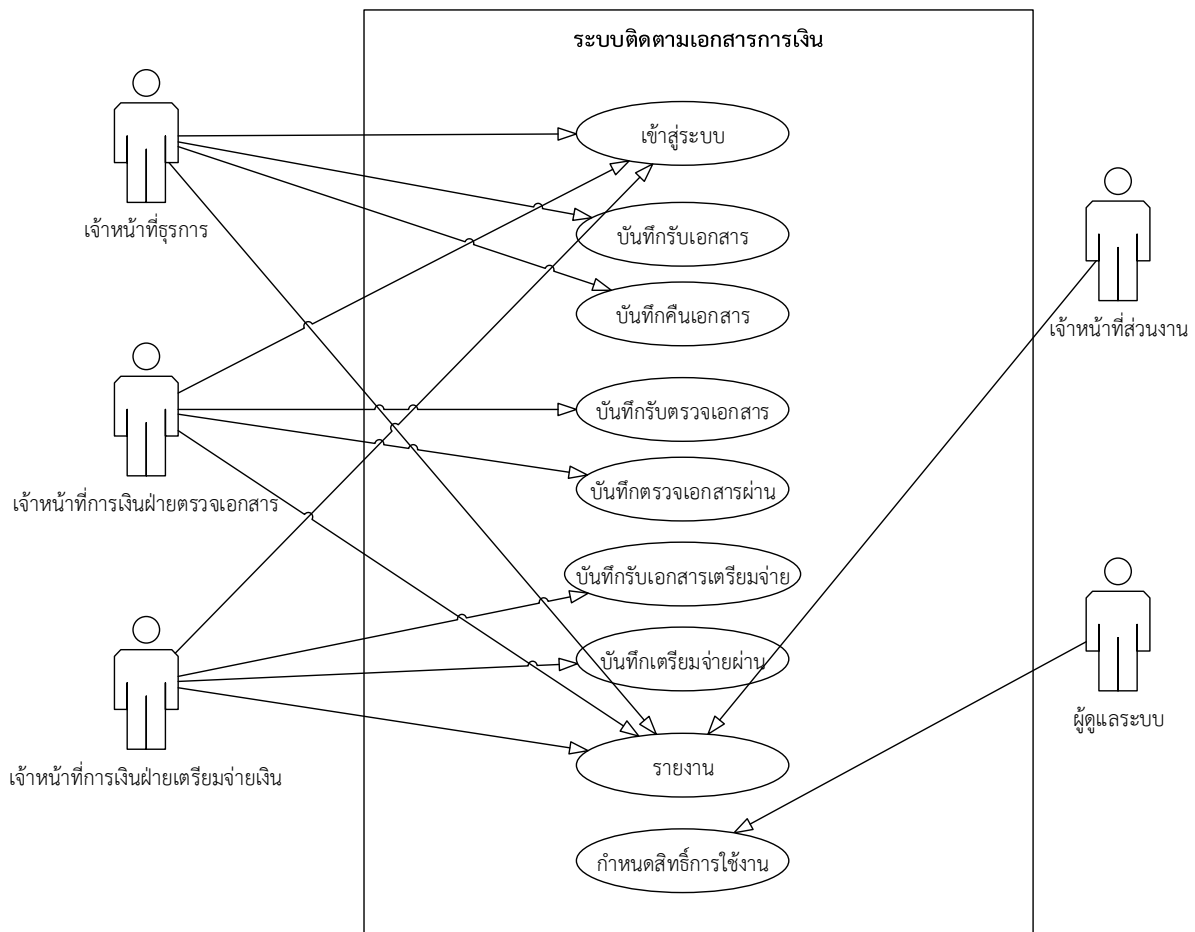 ระบบติดตามเอกสารการเงิน
เข้าสู่ระบบ
เจ้าหน้าที่ธุรการ
บันทึกรับเอกสาร
บันทึกคืนเอกสาร
เจ้าหน้าที่ส่วนงาน
บันทึกรับตรวจเอกสาร
เจ้าหน้าที่การเงินฝ่ายตรวจเอกสาร
บันทึกตรวจเอกสารผ่าน
บันทึกรับเอกสารเตรียมจ่าย
บันทึกเตรียมจ่ายผ่าน
ผู้ดูแลระบบ
รายงาน
เจ้าหน้าที่การเงินฝ่ายเตรียมจ่ายเงิน
กำหนดสิทธิ์การใช้งาน